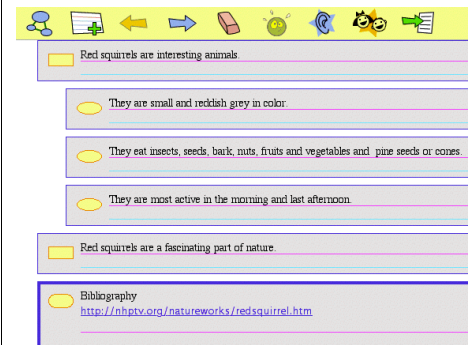 Red squirrels are interesting animals.
They are small and reddish grey in color.
They eat insects, seeds, bark, nuts, fruits and vegetables and pine seeds or cones.
They are most active in the morning and last afternoon.
Red squirrels are a fascinating part of nature.
Bibliography
http://nhptv.org/natureworks/redsquirrel.htm